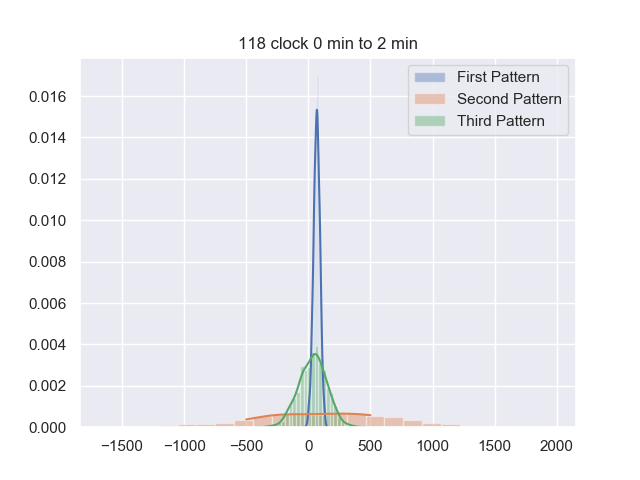 118 clock 0 min to 2 min
First Pattern
Second Pattern
Third Pattern
0.016
0.014
0.012
0.010
0.008
0.006
0.004
0.002
0.000
−1500 −1000 −500 0 500 1000 1500 2000